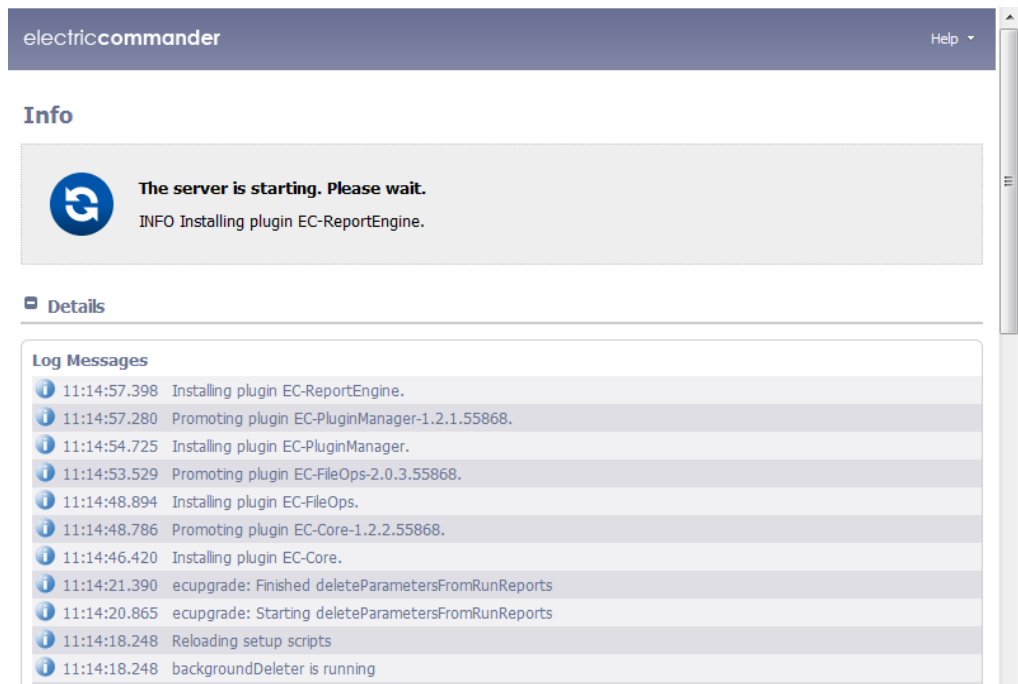 electriccommander
Help
Info
The server is starting. Please wait.
INFO Installing plugin EC-ReportEngine.
Details
Log Messages
11:14:57.398 Installing plugin EC-ReportEngine.
11:14:57.280 Promoting plugin EC-PluginManager-1.2.1.55868.
11:14:54.725 Installing plugin EC-PluginManager.
11:14:53.529 Promoting plugin EC-FileOps-2.0.3.55868.
11:14:48.894 Installing plugin EC-FileOps.
11:14:48.786 Promoting plugin EC-Core-1.2.2.55868.
11:14:46.420 Installing plugin EC-Core.
11:14:21.390 ecupgrade: Finished deleteParametersFromRunReports
11:14:20.865 ecupgrade: Starting deleteParametersFromRunReports
11:14:18.248 Reloading setup scripts
11:14:18.248 backgroundDeleter is running